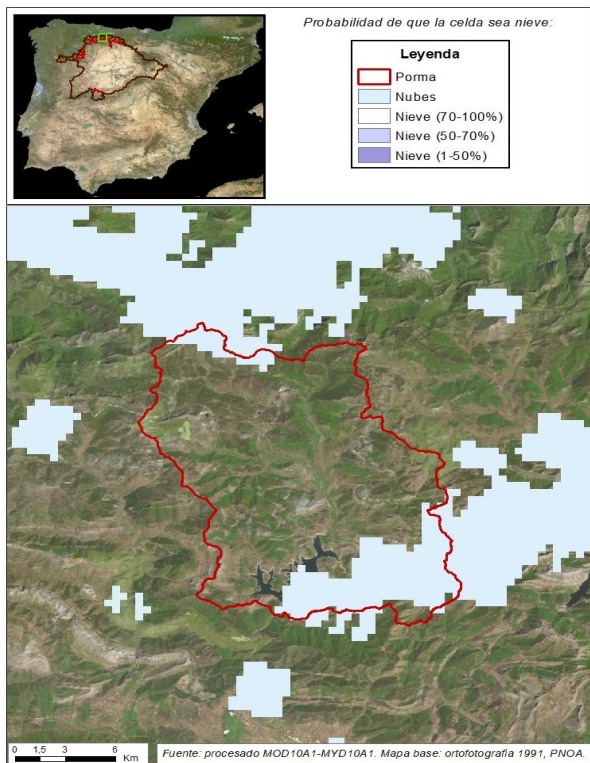 Probabilidad de que la celda sea nieve:
Leyenda
Porma
Nubes
Nieve (70-100%)
Nieve (50-70%)
Nieve (1-50%)
0 1,5 3 6
Km
Fuente: procesado MOD10A1-MYD10A1. Mapa base: ortofotografía 1991, PNOA.